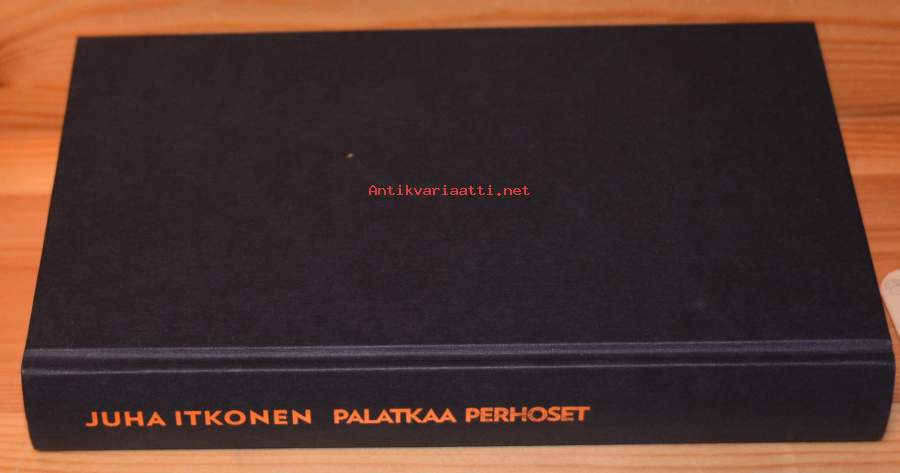 Antikvariaatti.net
JUHA ITKONEN PALATKAA PERHOSET